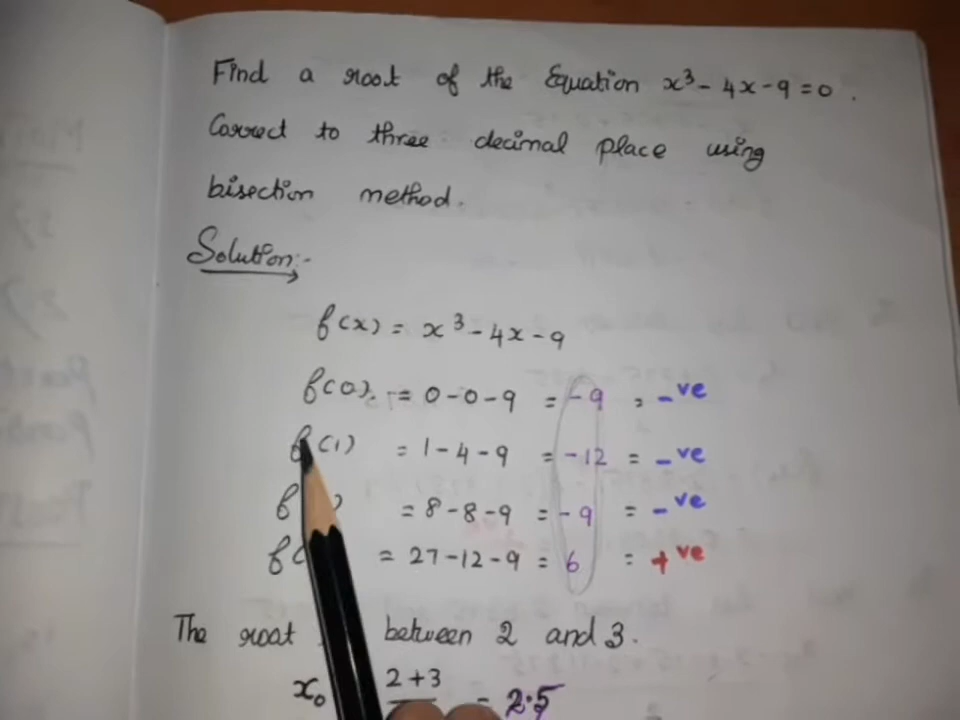 Find a root of the Equation x³ - 4x - 9 = 0.
Correct to three decimal place using
bisection method.
Solution:-
f(x) = x³ - 4x - 9
f(0) = 0 - 0 - 9 = -9 = -ve
f(1) = 1 - 4 - 9 = -12 = -ve
f = 8 - 8 - 9 = -9 = -ve
f( = 27 - 12 - 9 = 6 = +ve
The root between 2 and 3.
x₀ 2+3 = 2.5